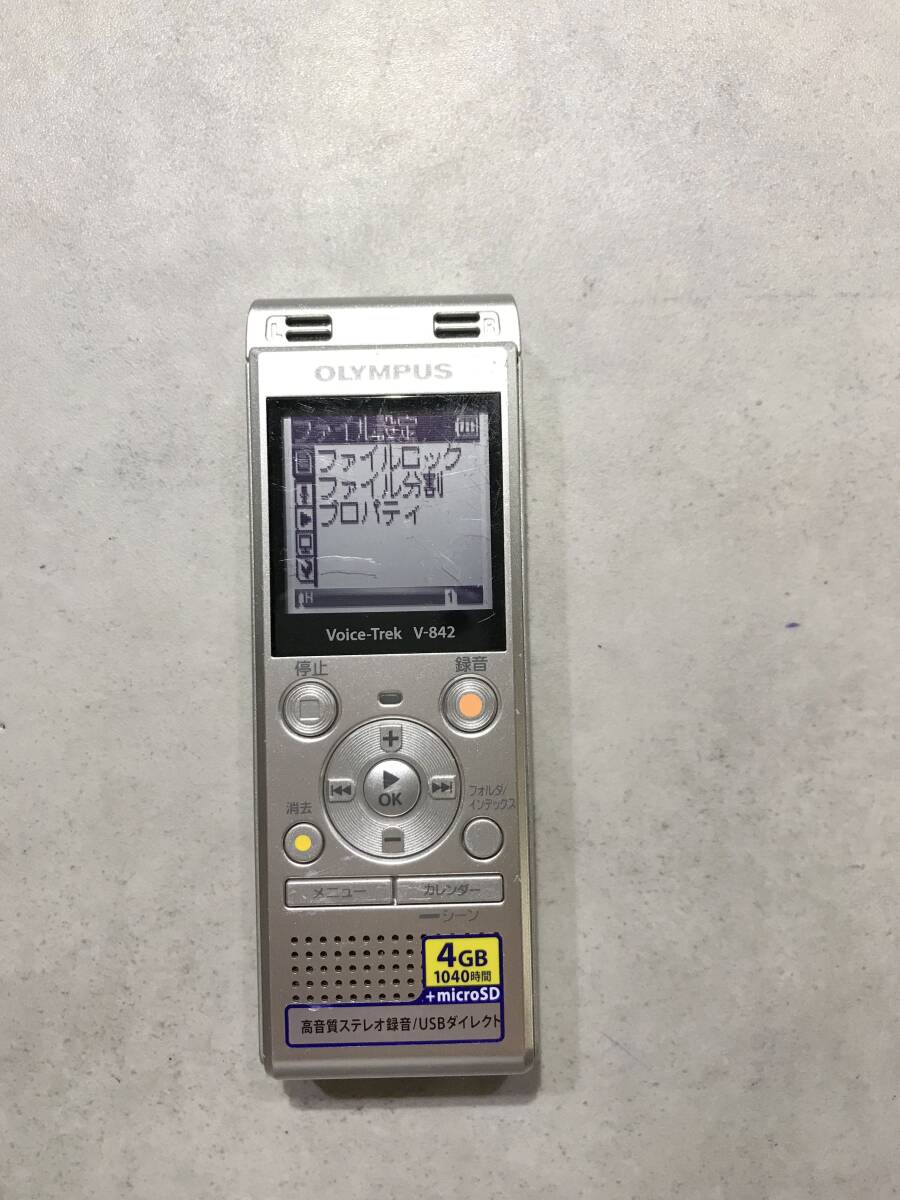 L R
OLYMPUS
ファイル設定
ファイルロック
ファイル分割
プロパティ
H 1
Voice-Trek V-842
停止 録音
OK
消去
フォルダ/
インデックス
メニュー カレンダー
シーン
4GB
1040時間
+microSD
高音質ステレオ録音/USBダイレクト